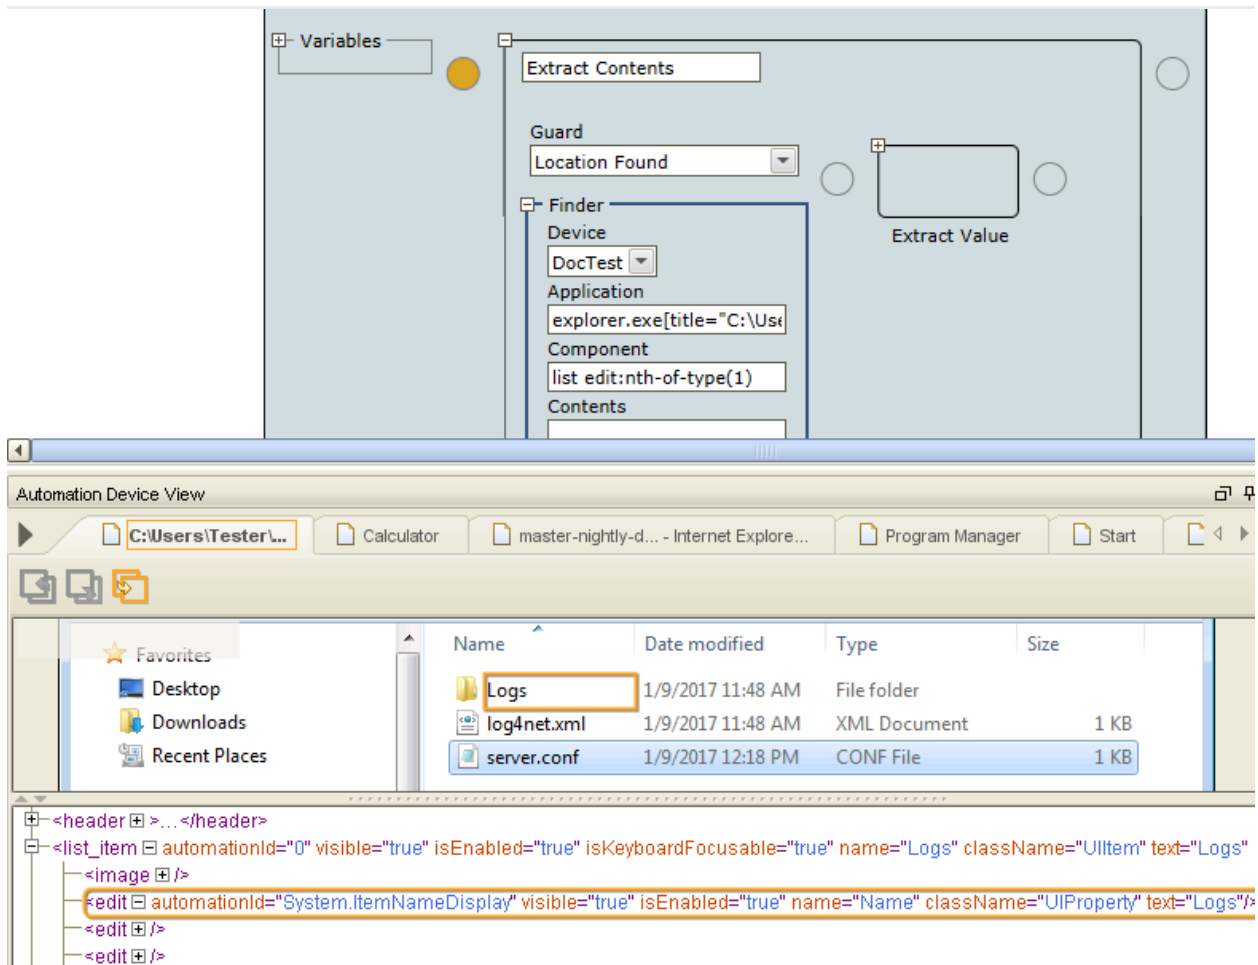 Variables
Extract Contents
Guard
Location Found
Finder
Device
DocTest
Extract Value
Application
explorer.exe[title="C:\Use
Component
list edit:nth-of-type(1)
Contents
Automation Device View
C:\Users\Tester\... Calculator master-nightly-d... - Internet Explore... Program Manager Start
Name Date modified Type Size
Favorites
Desktop Logs 1/9/2017 11:48 AM File folder
Downloads log4net.xml 1/9/2017 11:48 AM XML Document 1 KB
Recent Places server.conf 1/9/2017 12:18 PM CONF File 1 KB
<header >...</header>
<list_item automationId="0" visible="true" isEnabled="true" isKeyboardFocusable="true" name="Logs" className="UIItem" text="Logs"
<image />
<edit automationId="System.ItemNameDisplay" visible="true" isEnabled="true" name="Name" className="UIProperty" text="Logs"/>
<edit />
<edit />